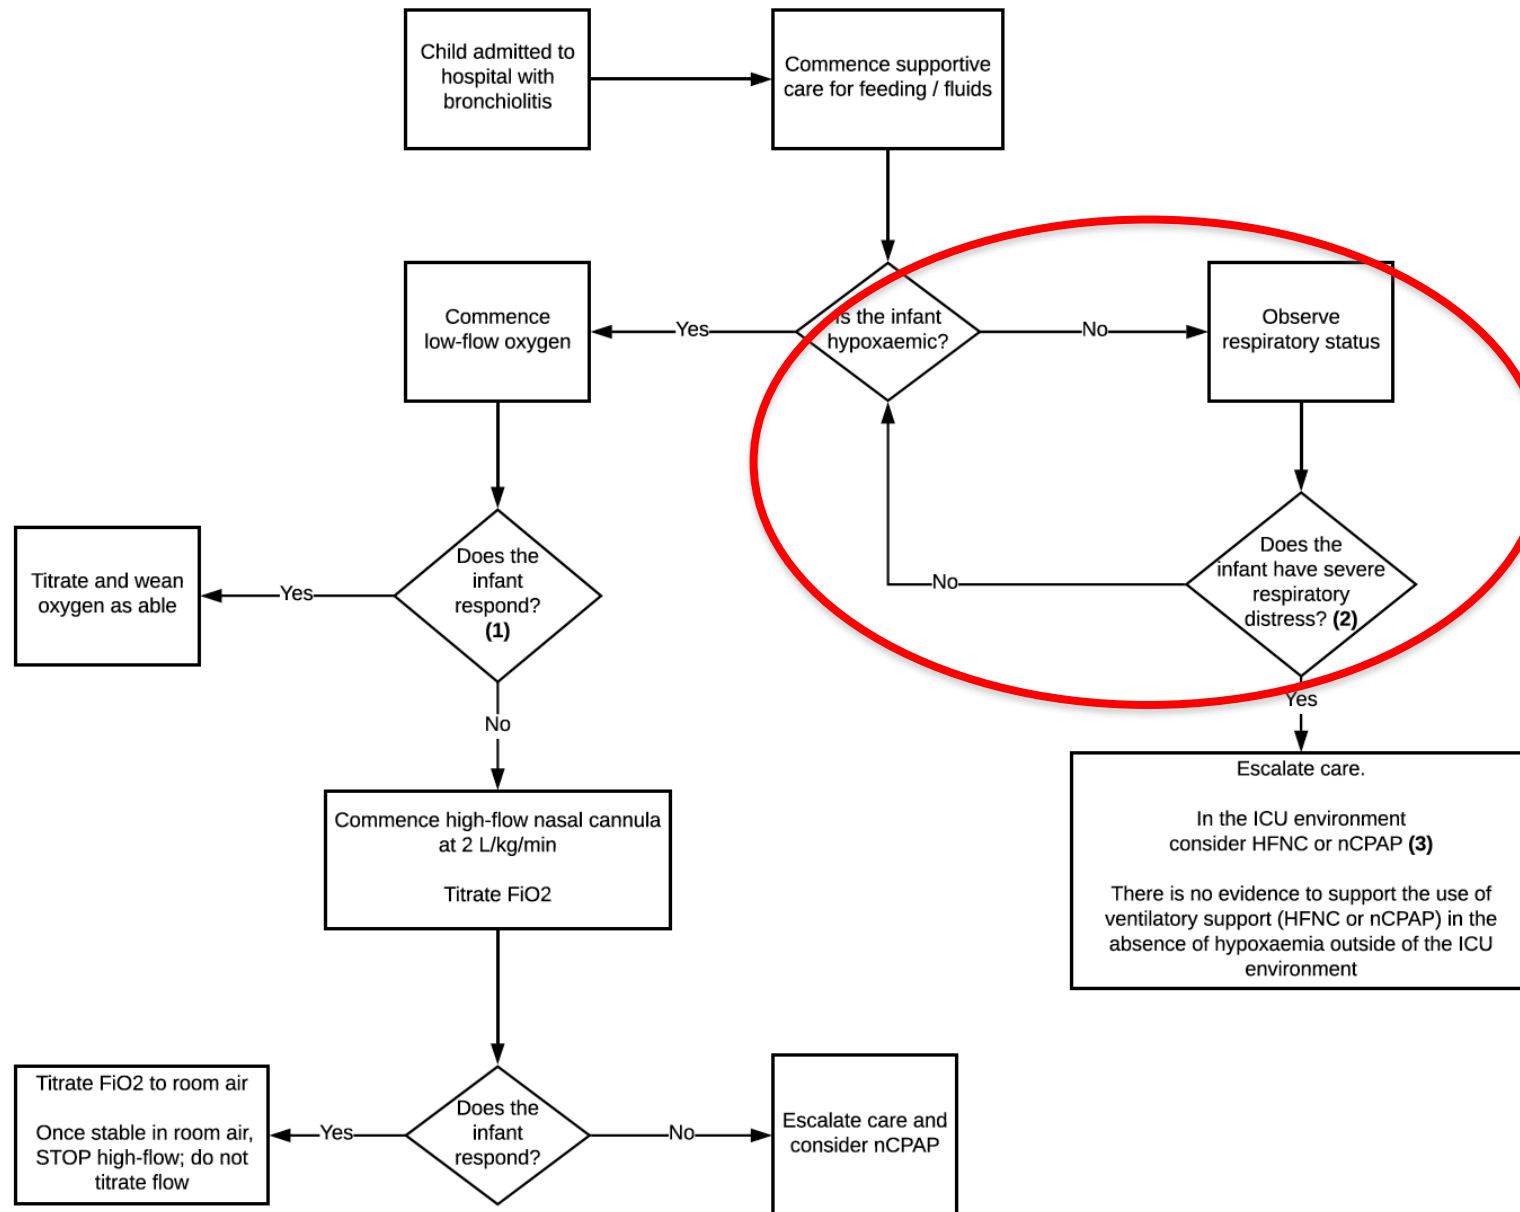 Child admitted to
hospital with
bronchiolitis
Commence supportive
care for feeding / fluids
Commence
low-flow oxygen
Yes
Is the infant
hypoxaemic?
No
Observe
respiratory status
Titrate and wean
oxygen as able
Yes
Does the
infant
respond?
(1)
No
Does the
infant have severe
respiratory
distress? (2)
No
Yes
Commence high-flow nasal cannula
at 2 L/kg/min
Titrate FiO2
Escalate care.
In the ICU environment
consider HFNC or nCPAP (3)
There is no evidence to support the use of
ventilatory support (HFNC or nCPAP) in the
absence of hypoxaemia outside of the ICU
environment
Titrate FiO2 to room air
Once stable in room air,
STOP high-flow; do not
titrate flow
Yes
Does the
infant
respond?
No
Escalate care and
consider nCPAP